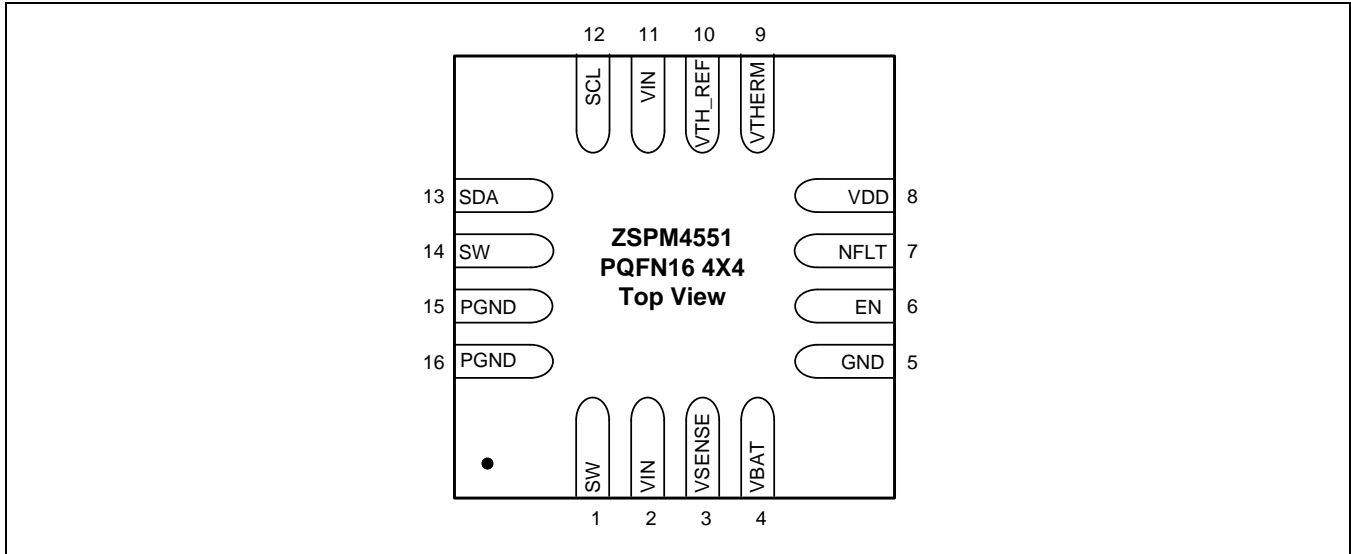 12 11 10 9
SCL VIN VTH_REF VTHERM
13 SDA VDD 8
ZSPM4551
14 SW NFLT 7
PQFN16 4X4
Top View
15 PGND EN 6
16 PGND GND 5
SW VIN VSENSE VBAT
1 2 3 4